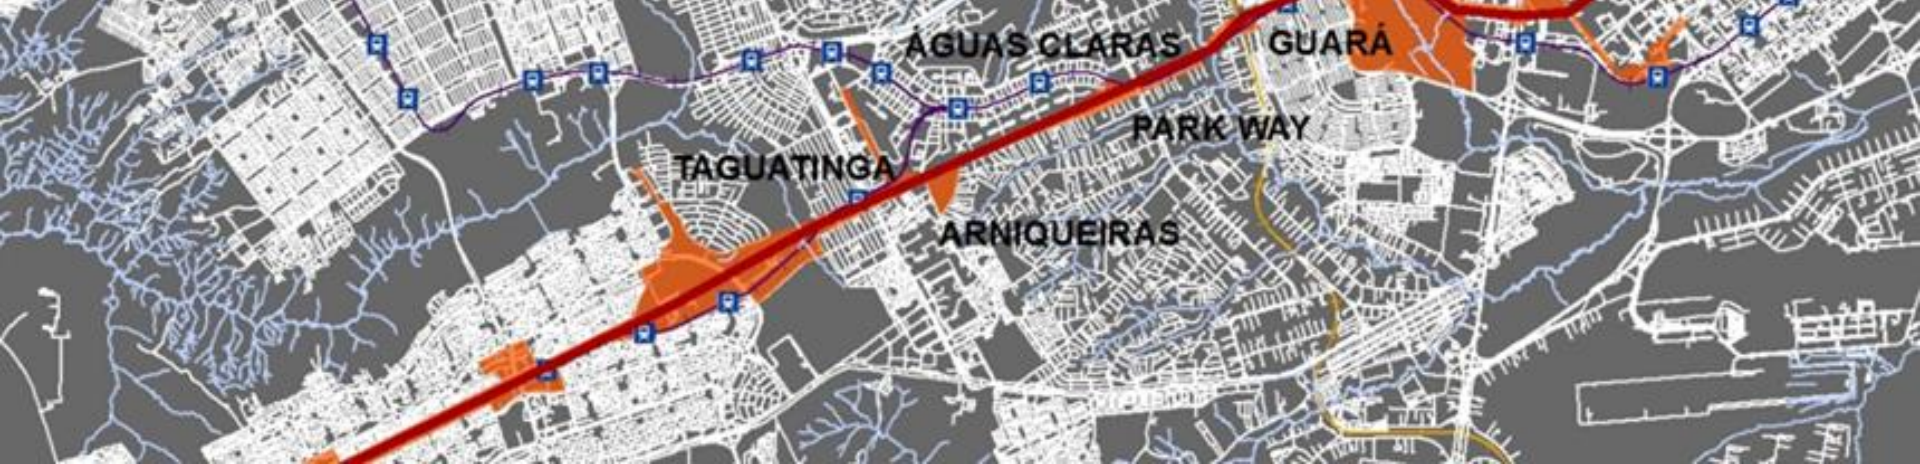 ÁGUAS CLARAS
GUARÁ
PARK WAY
TAGUATINGA
ARNIQUEIRAS